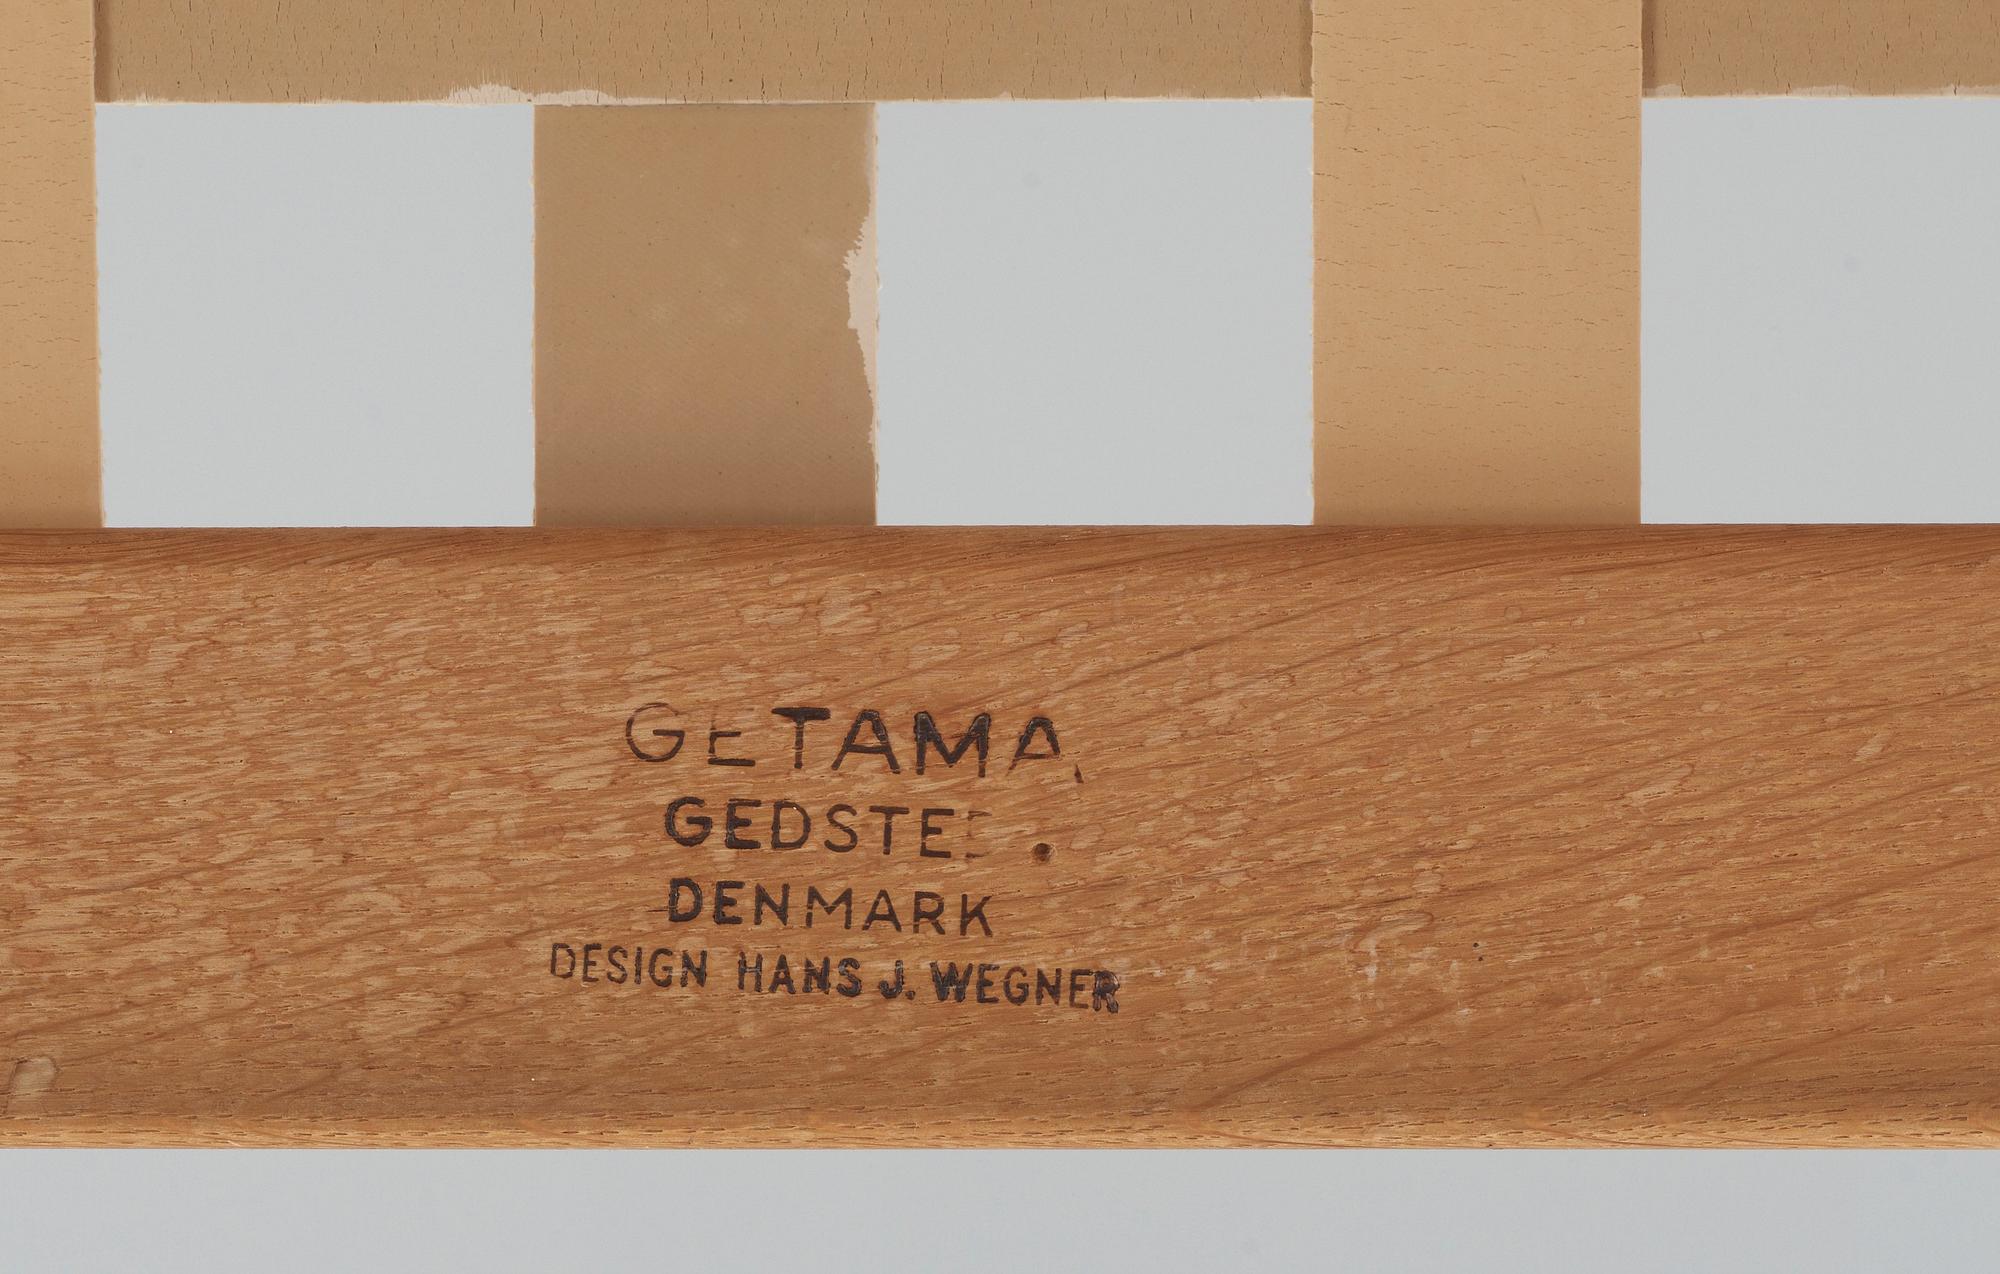 GETAMA
GEDSTED
DENMARK
DESIGN HANS J. WEGNER